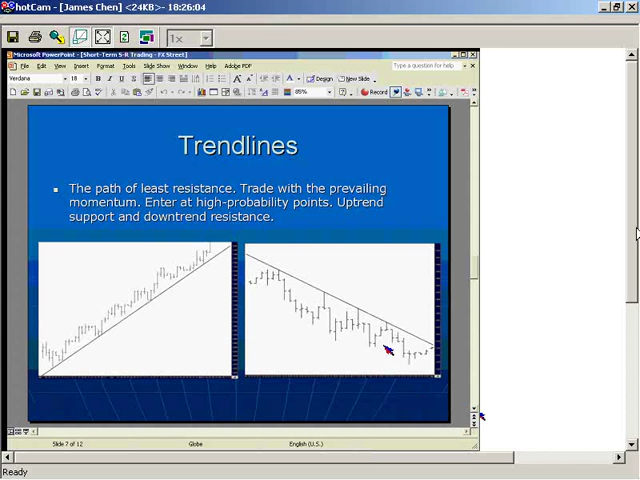 hotCam - [James Chen] <24KB> - 18:26:04
1x
Microsoft PowerPoint - [Short-Term S-R Trading - FX Street]
File Edit View Insert Format Tools Slide Show Window Help
Type a question for help
Verdana 18 B I U S Design New Slide
85% Record
Trendlines
The path of least resistance. Trade with the prevailing
momentum. Enter at high-probability points. Uptrend
support and downtrend resistance.
Slide 7 of 12 Globe English (U.S.)
Ready